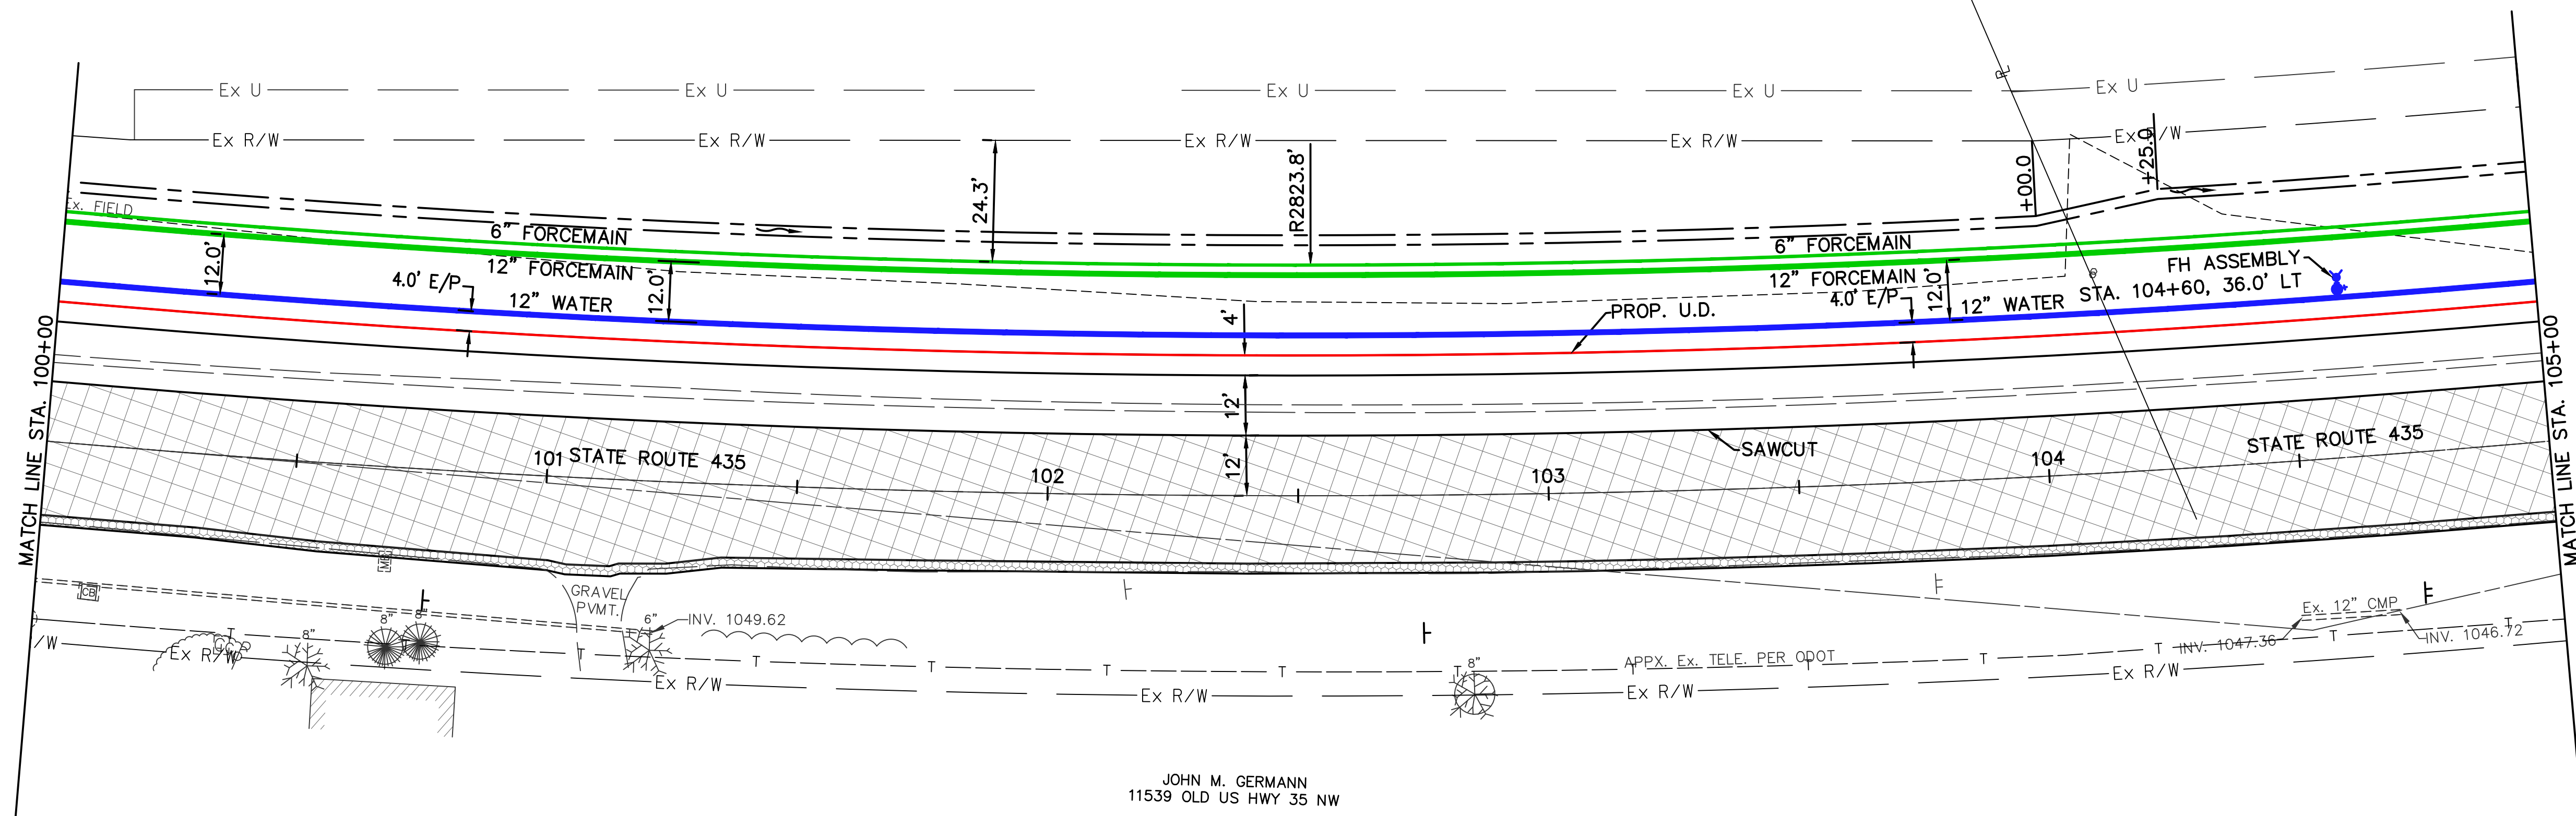 Ex U
Ex U
Ex U
Ex U
Ex U
Ex R/W
Ex R/W
Ex R/W
Ex R/W
Ex R/W
24.3'
R2823.8'
+00.0
+25.0
Ex. FIELD
6" FORCEMAIN
6" FORCEMAIN
12.0'
12" FORCEMAIN
12.0'
12" FORCEMAIN
12.0'
FH ASSEMBLY
STA. 104+60, 36.0' LT
4.0' E/P
12" WATER
4.0' E/P
12" WATER
4'
PROP. U.D.
12'
12'
SAWCUT
101
STATE ROUTE 435
102
103
104
STATE ROUTE 435
MATCH LINE STA. 100+00
MATCH LINE STA. 105+00
MB
CB
GRAVEL
PVMT.
8"
8"
8"
6"
INV. 1049.62
Ex. 12" CMP
INV. 1047.36
INV. 1046.72
/W
Ex R/W
T
T
T
T
T
T
T
T
T
T
T
T
T
T
8"
APPX. Ex. TELE. PER ODOT
Ex R/W
Ex R/W
Ex R/W
Ex R/W
JOHN M. GERMANN
11539 OLD US HWY 35 NW